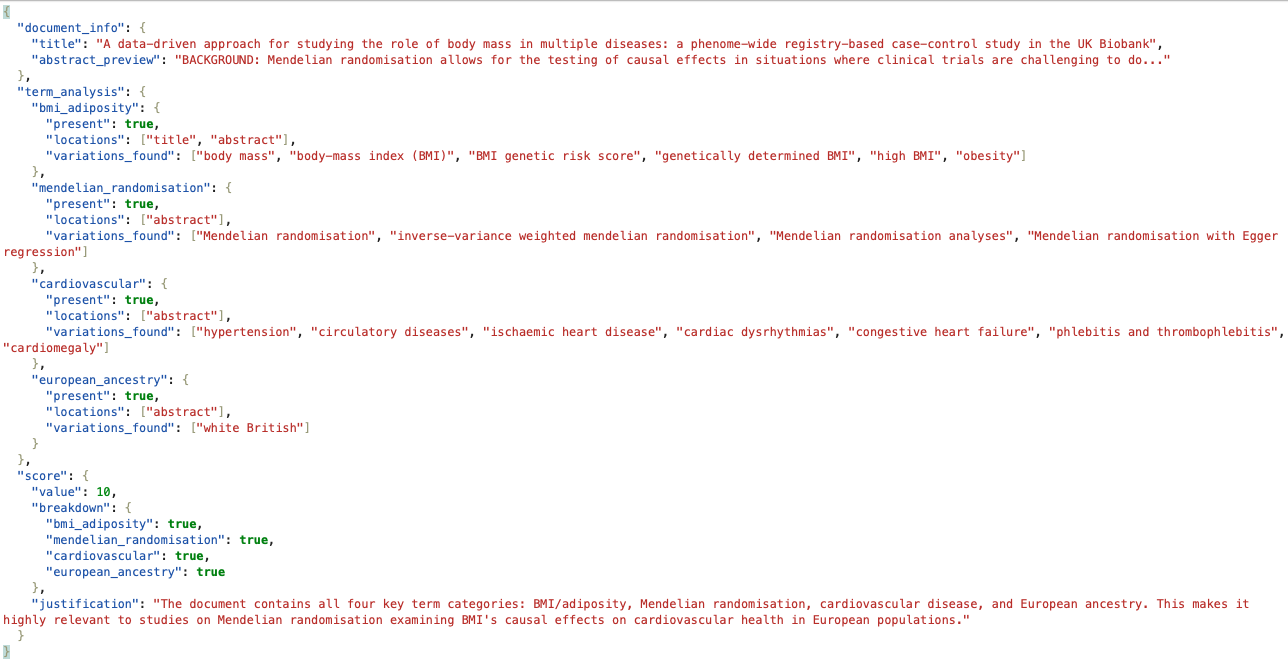 {
  "document_info": {
    "title": "A data-driven approach for studying the role of body mass in multiple diseases: a phenome-wide registry-based case-control study in the UK Biobank",
    "abstract_preview": "BACKGROUND: Mendelian randomisation allows for the testing of causal effects in situations where clinical trials are challenging to do..."
  },
  "term_analysis": {
    "bmi_adiposity": {
      "present": true,
      "locations": ["title", "abstract"],
      "variations_found": ["body mass", "body-mass index (BMI)", "BMI genetic risk score", "genetically determined BMI", "high BMI", "obesity"]
    },
    "mendelian_randomisation": {
      "present": true,
      "locations": ["abstract"],
      "variations_found": ["Mendelian randomisation", "inverse-variance weighted mendelian randomisation", "Mendelian randomisation analyses", "Mendelian randomisation with Egger
regression"]
    },
    "cardiovascular": {
      "present": true,
      "locations": ["abstract"],
      "variations_found": ["hypertension", "circulatory diseases", "ischaemic heart disease", "cardiac dysrhythmias", "congestive heart failure", "phlebitis and thrombophlebitis",
"cardiomegaly"]
    },
    "european_ancestry": {
      "present": true,
      "locations": ["abstract"],
      "variations_found": ["white British"]
    }
  },
  "score": {
    "value": 10,
    "breakdown": {
      "bmi_adiposity": true,
      "mendelian_randomisation": true,
      "cardiovascular": true,
      "european_ancestry": true
    },
    "justification": "The document contains all four key term categories: BMI/adiposity, Mendelian randomisation, cardiovascular disease, and European ancestry. This makes it
highly relevant to studies on Mendelian randomisation examining BMI's causal effects on cardiovascular health in European populations."
  }
}